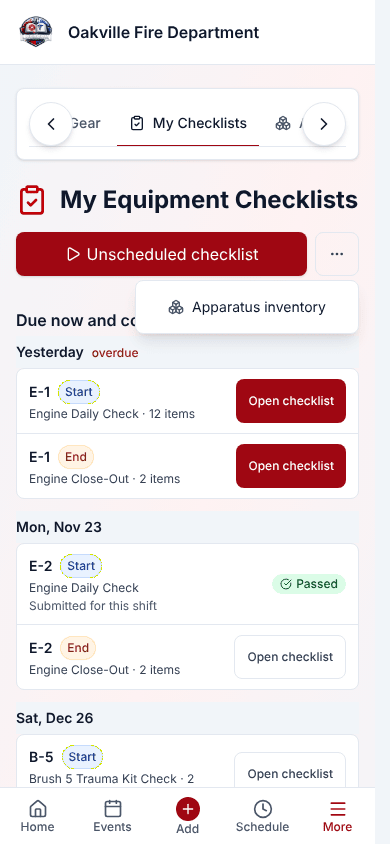 Oakville Fire Department
Gear
My Checklists
My Equipment Checklists
Unscheduled checklist
...
Apparatus inventory
Due now and
Yesterday overdue
E-1 Start
Engine Daily Check · 12 items
Open checklist
E-1 End
Engine Close-Out · 2 items
Open checklist
Mon, Nov 23
E-2 Start
Engine Daily Check
Submitted for this shift
Passed
E-2 End
Engine Close-Out · 2 items
Open checklist
Sat, Dec 26
B-5 Start
Brush 5 Trauma Kit Check · 2
Open checklist
Home
Events
Add
Schedule
More